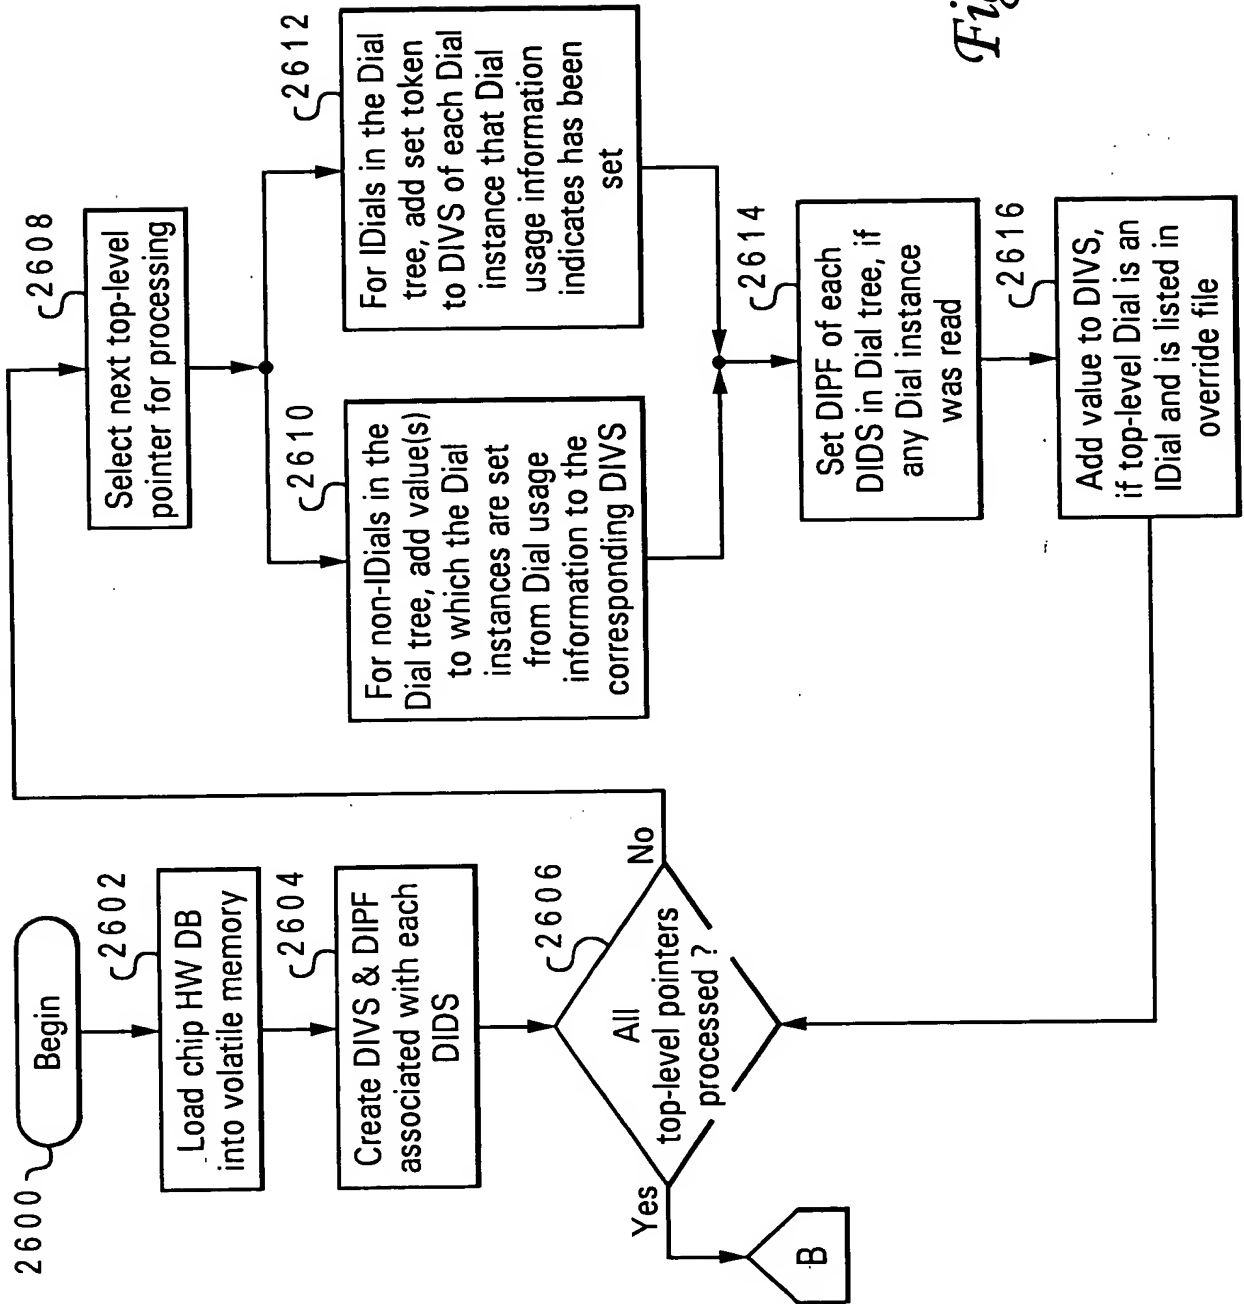 2600
Begin
2602
Load chip HW DB
into volatile memory
2604
Create DIVS & DIPF
associated with each
DIDS
2606
All
top-level pointers
processed ?
Yes
No
B
2608
Select next top-level
pointer for processing
2610
For non-IDials in the
Dial tree, add value(s)
to which the Dial
instances are set
from Dial usage
information to the
corresponding DIVS
2612
For IDials in the Dial
tree, add set token
to DIVS of each Dial
instance that Dial
usage information
indicates has been
set
2614
Set DIPF of each
DIDS in Dial tree, if
any Dial instance
was read
2616
Add value to DIVS,
if top-level Dial is an
IDial and is listed in
override file